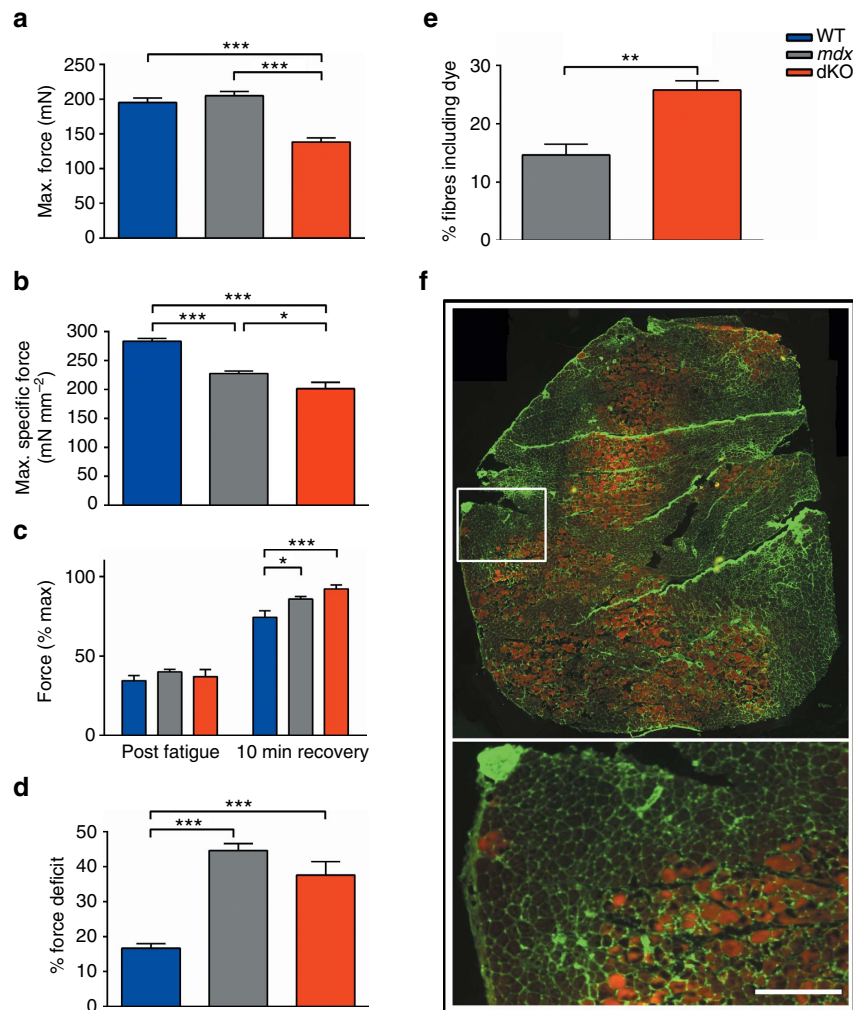 a
***
***
Max. force (mN)
250
200
150
100
50
0
b
***
***
*
Max. specific force
(mN mm⁻²)
300
250
200
150
100
50
0
c
***
*
Force (% max)
100
50
0
Post fatigue
10 min recovery
d
***
***
% force deficit
50
40
30
20
10
0
e
WT
mdx
dKO
**
% fibres including dye
30
20
10
0
f